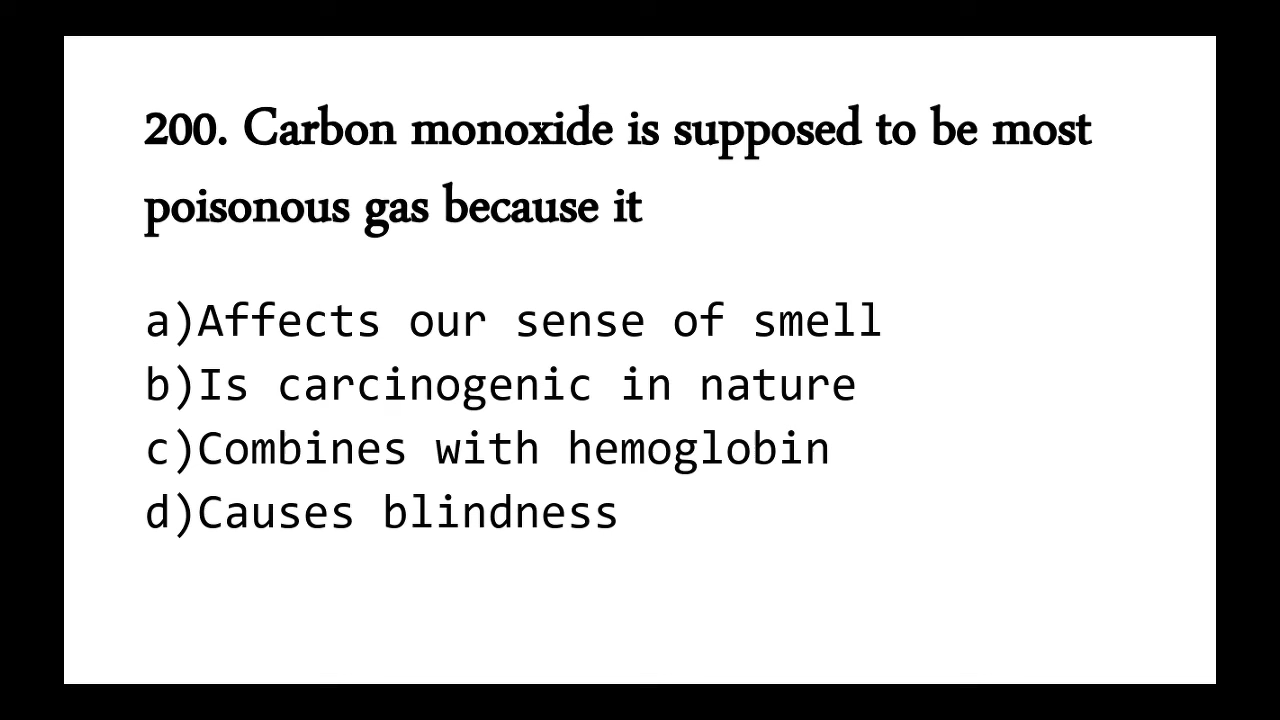 200. Carbon monoxide is supposed to be most
poisonous gas because it
a)Affects our sense of smell
b)Is carcinogenic in nature
c)Combines with hemoglobin
d)Causes blindness